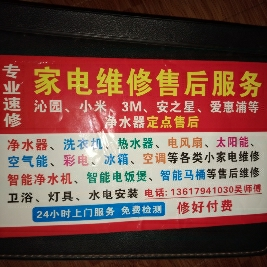 专业速修
家电维修售后服务
沁园、小米、3M、安之星、爱惠浦等
净水器定点售后
净水器、洗衣机、热水器、电风扇、太阳能、
空气能、彩电、冰箱、空调等各类小家电维修
智能净水机、智能电饭煲、智能马桶等售后维修
卫浴、灯具、水电安装 电话:13617941030吴师傅
24小时上门服务 免费检测 修好付费